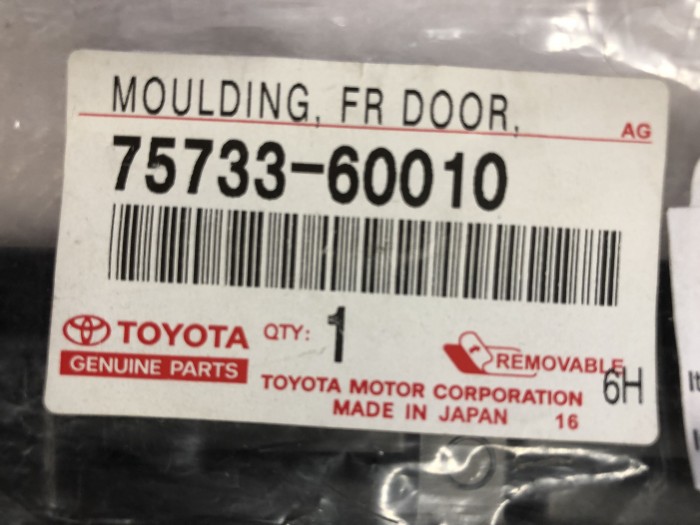 MOULDING, FR DOOR,
AG
75733-60010
TOYOTA QTY: 1
GENUINE PARTS
REMOVABLE
6H
TOYOTA MOTOR CORPORATION
MADE IN JAPAN 16
It